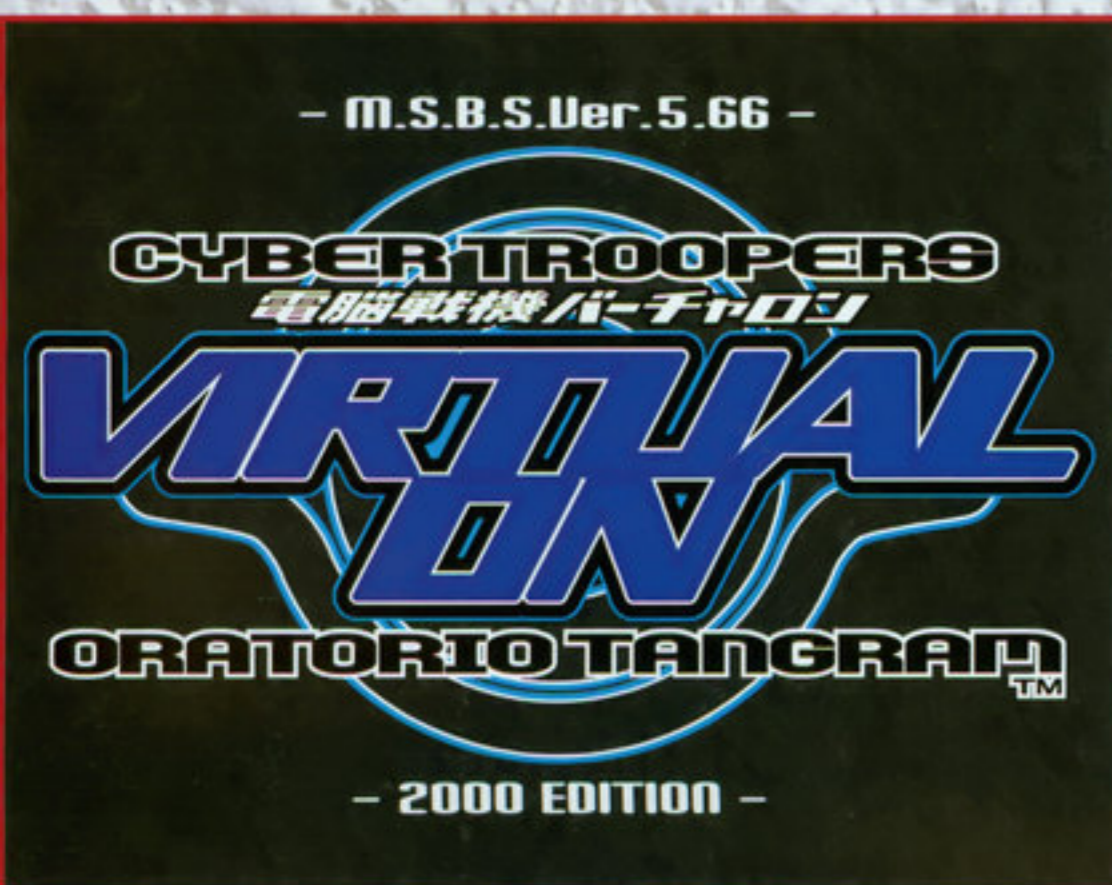 - M.S.B.S.Ver.5.66 -
CYBER TROOPERS
電脳戦機バーチャロン
VIRTUAL
ON
ORATORIO TANGRAM
TM
- 2000 EDITION -